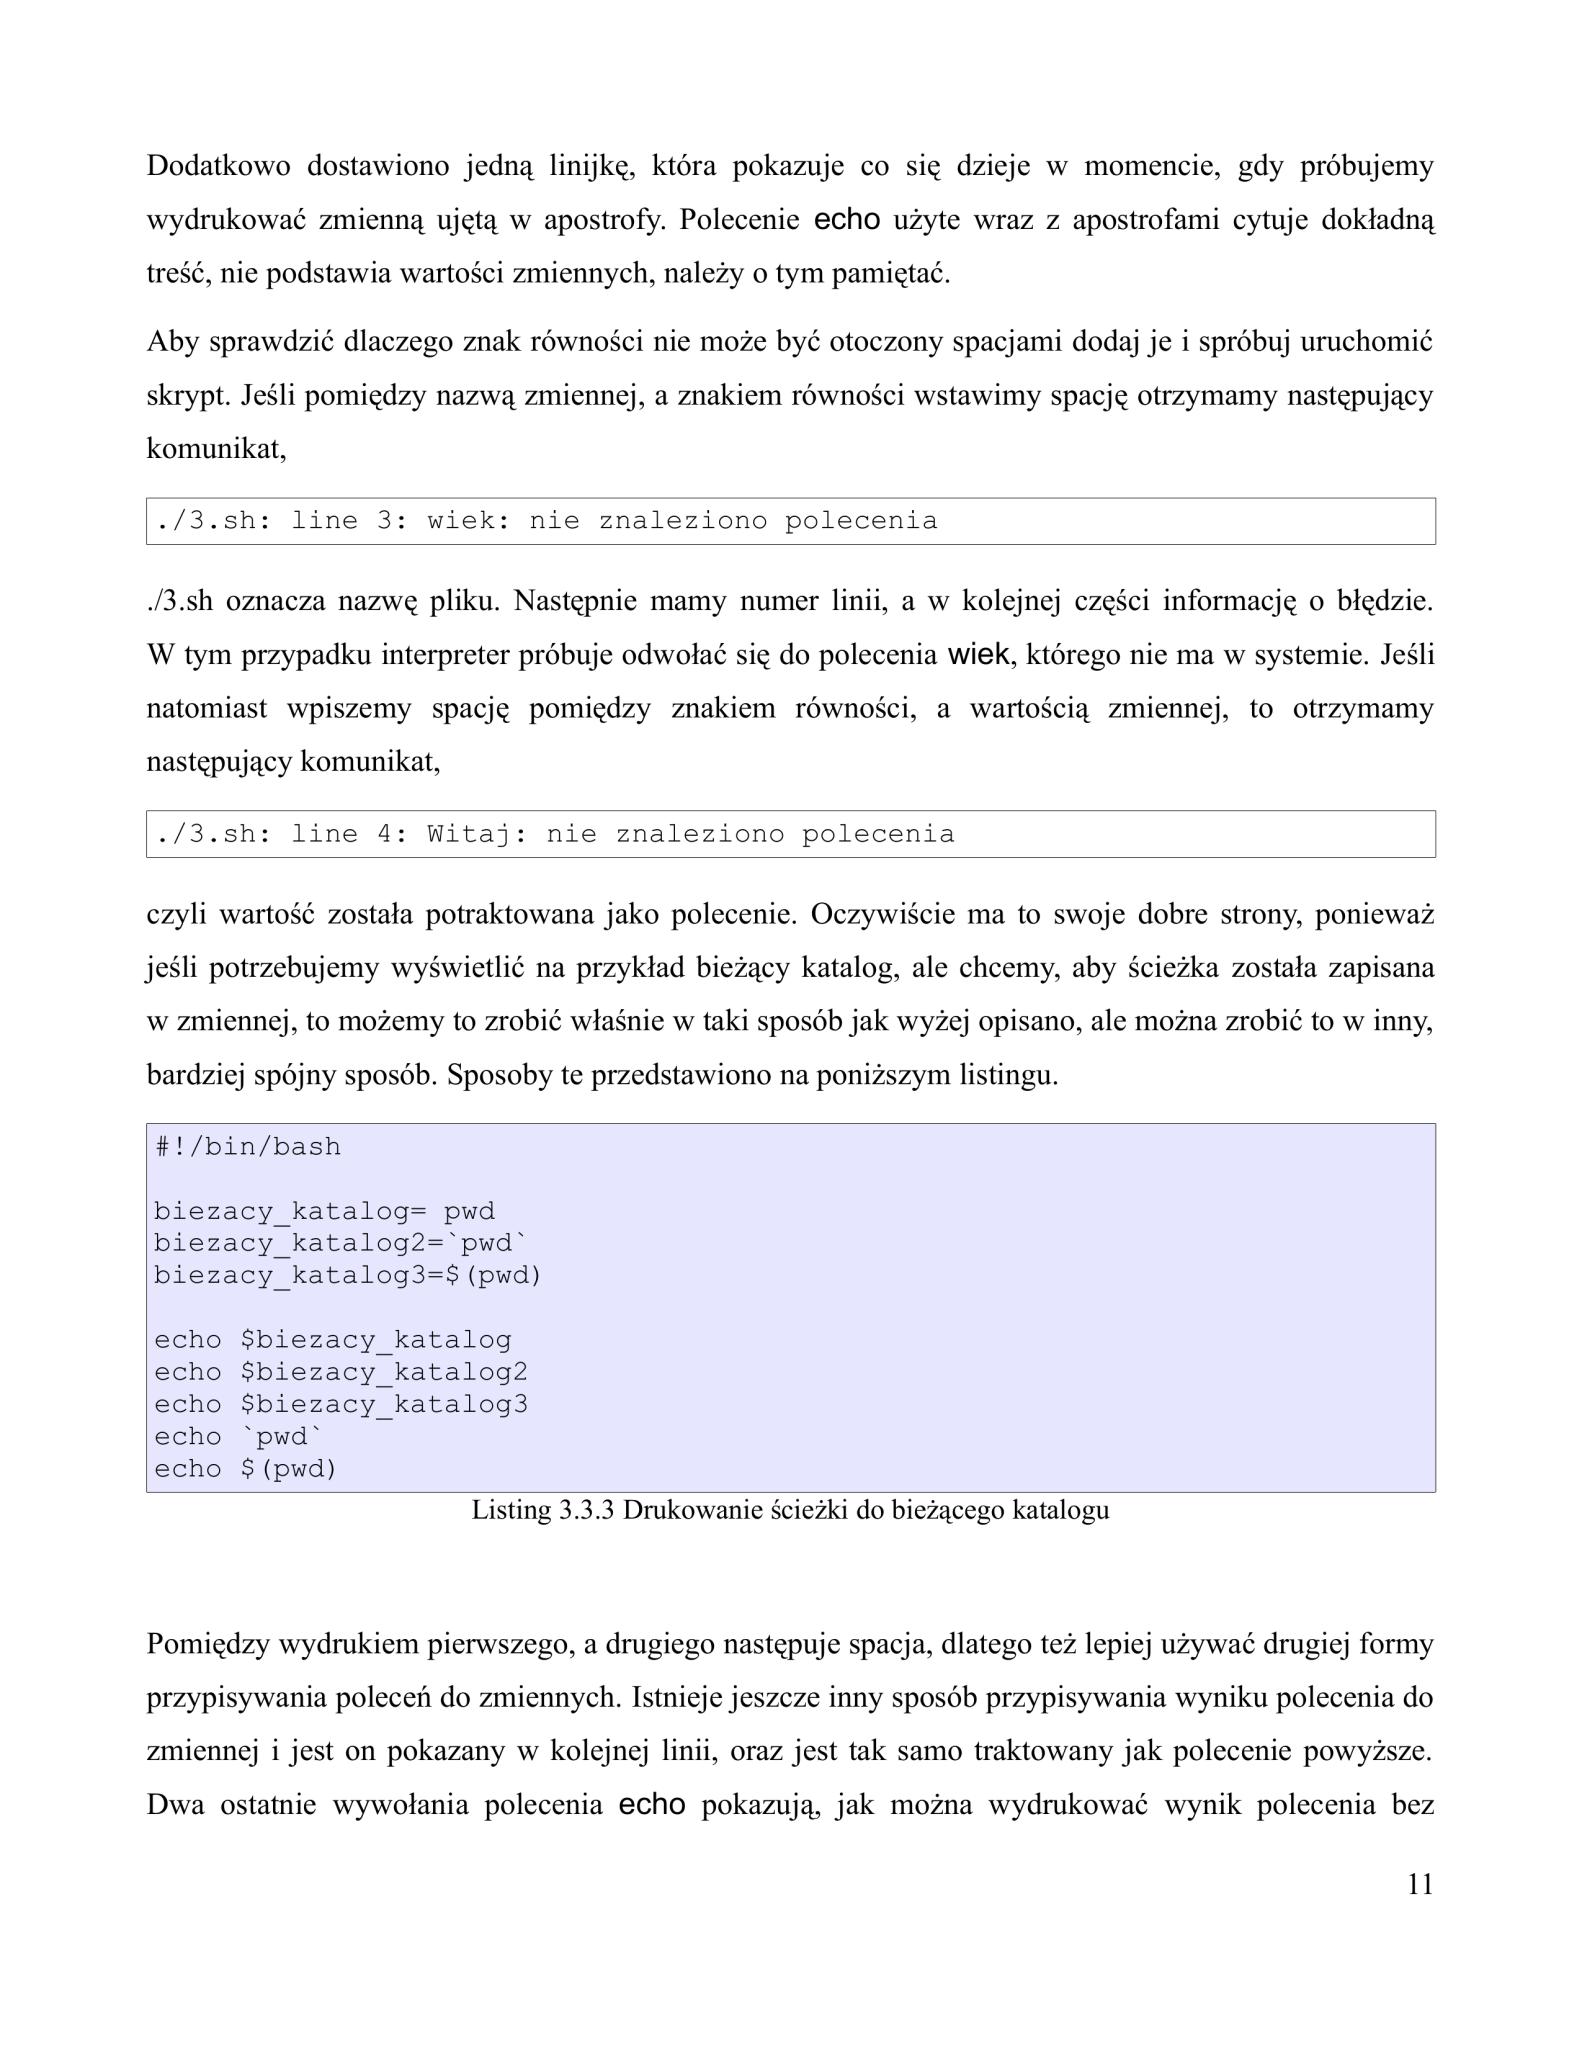 Dodatkowo dostawiono jedną linijkę, która pokazuje co się dzieje w momencie, gdy próbujemy
wydrukować zmienną ujętą w apostrofy. Polecenie echo użyte wraz z apostrofami cytuje dokładną
treść, nie podstawia wartości zmiennych, należy o tym pamiętać.
Aby sprawdzić dlaczego znak równości nie może być otoczony spacjami dodaj je i spróbuj uruchomić
skrypt. Jeśli pomiędzy nazwą zmiennej, a znakiem równości wstawimy spację otrzymamy następujący
komunikat,
./3.sh: line 3: wiek: nie znaleziono polecenia
./3.sh oznacza nazwę pliku. Następnie mamy numer linii, a w kolejnej części informację o błędzie.
W tym przypadku interpreter próbuje odwołać się do polecenia wiek, którego nie ma w systemie. Jeśli
natomiast wpiszemy spację pomiędzy znakiem równości, a wartością zmiennej, to otrzymamy
następujący komunikat,
./3.sh: line 4: Witaj: nie znaleziono polecenia
czyli wartość została potraktowana jako polecenie. Oczywiście ma to swoje dobre strony, ponieważ
jeśli potrzebujemy wyświetlić na przykład bieżący katalog, ale chcemy, aby ścieżka została zapisana
w zmiennej, to możemy to zrobić właśnie w taki sposób jak wyżej opisano, ale można zrobić to w inny,
bardziej spójny sposób. Sposoby te przedstawiono na poniższym listingu.
#!/bin/bash
biezacy_katalog= pwd
biezacy_katalog2=`pwd`
biezacy_katalog3=$(pwd)
echo $biezacy_katalog
echo $biezacy_katalog2
echo $biezacy_katalog3
echo `pwd`
echo $(pwd)
Listing 3.3.3 Drukowanie ścieżki do bieżącego katalogu
Pomiędzy wydrukiem pierwszego, a drugiego następuje spacja, dlatego też lepiej używać drugiej formy
przypisywania poleceń do zmiennych. Istnieje jeszcze inny sposób przypisywania wyniku polecenia do
zmiennej i jest on pokazany w kolejnej linii, oraz jest tak samo traktowany jak polecenie powyższe.
Dwa ostatnie wywołania polecenia echo pokazują, jak można wydrukować wynik polecenia bez
11